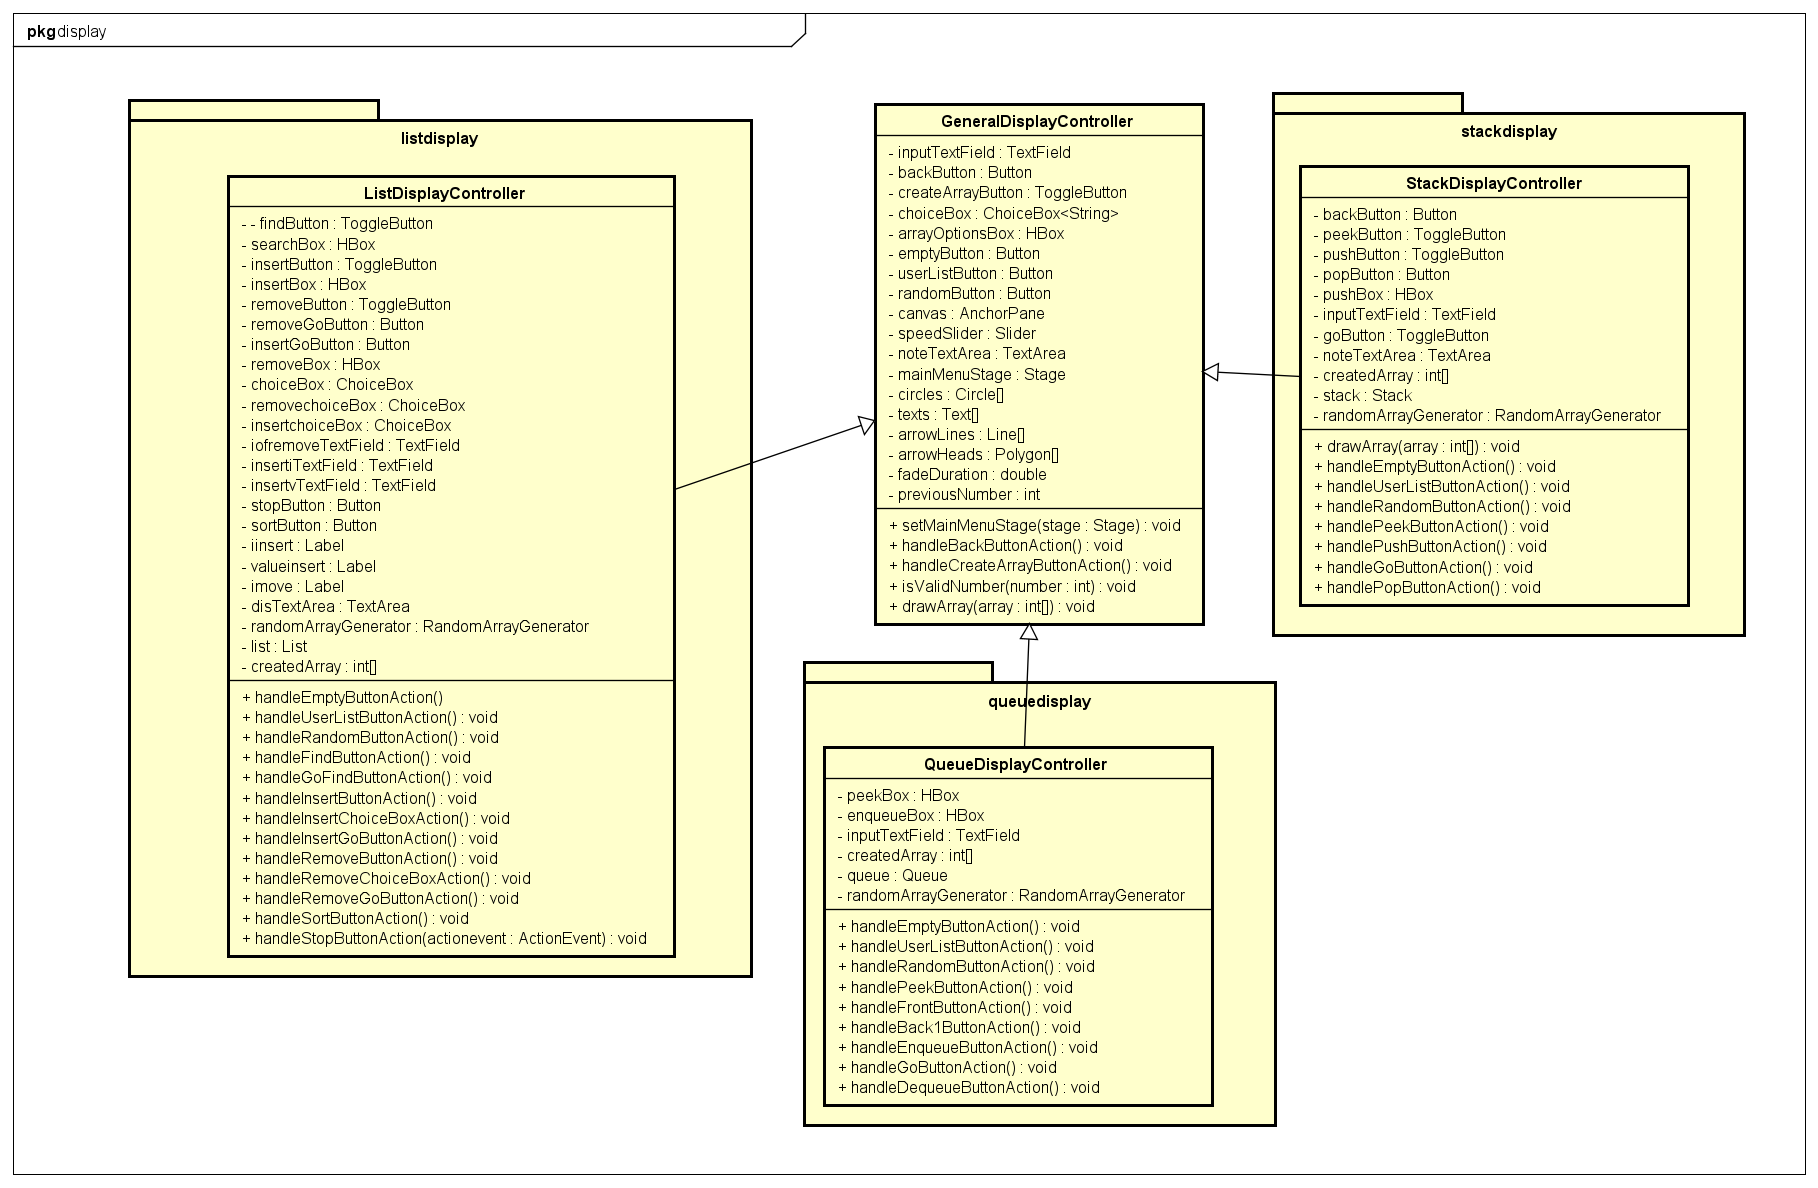 pkg display
listdisplay
ListDisplayController
- - findButton : ToggleButton
- searchBox : HBox
- insertButton : ToggleButton
- insertBox : HBox
- removeButton : ToggleButton
- removeGoButton : Button
- insertGoButton : Button
- removeBox : HBox
- choiceBox : ChoiceBox
- removechoiceBox : ChoiceBox
- insertchoiceBox : ChoiceBox
- iofremoveTextField : TextField
- insertiTextField : TextField
- insertvTextField : TextField
- stopButton : Button
- sortButton : Button
- iinsert : Label
- valueinsert : Label
- imove : Label
- disTextArea : TextArea
- randomArrayGenerator : RandomArrayGenerator
- list : List
- createdArray : int[]
+ handleEmptyButtonAction()
+ handleUserListButtonAction() : void
+ handleRandomButtonAction() : void
+ handleFindButtonAction() : void
+ handleGoFindButtonAction() : void
+ handleInsertButtonAction() : void
+ handleInsertChoiceBoxAction() : void
+ handleInsertGoButtonAction() : void
+ handleRemoveButtonAction() : void
+ handleRemoveChoiceBoxAction() : void
+ handleRemoveGoButtonAction() : void
+ handleSortButtonAction() : void
+ handleStopButtonAction(actionevent : ActionEvent) : void
GeneralDisplayController
- inputTextField : TextField
- backButton : Button
- createArrayButton : ToggleButton
- choiceBox : ChoiceBox<String>
- arrayOptionsBox : HBox
- emptyButton : Button
- userListButton : Button
- randomButton : Button
- canvas : AnchorPane
- speedSlider : Slider
- noteTextArea : TextArea
- mainMenuStage : Stage
- circles : Circle[]
- texts : Text[]
- arrowLines : Line[]
- arrowHeads : Polygon[]
- fadeDuration : double
- previousNumber : int
+ setMainMenuStage(stage : Stage) : void
+ handleBackButtonAction() : void
+ handleCreateArrayButtonAction() : void
+ isValidNumber(number : int) : void
+ drawArray(array : int[]) : void
stackdisplay
StackDisplayController
- backButton : Button
- peekButton : ToggleButton
- pushButton : ToggleButton
- popButton : Button
- pushBox : HBox
- inputTextField : TextField
- goButton : ToggleButton
- noteTextArea : TextArea
- createdArray : int[]
- stack : Stack
- randomArrayGenerator : RandomArrayGenerator
+ drawArray(array : int[]) : void
+ handleEmptyButtonAction() : void
+ handleUserListButtonAction() : void
+ handleRandomButtonAction() : void
+ handlePeekButtonAction() : void
+ handlePushButtonAction() : void
+ handleGoButtonAction() : void
+ handlePopButtonAction() : void
queuedisplay
QueueDisplayController
- peekBox : HBox
- enqueueBox : HBox
- inputTextField : TextField
- createdArray : int[]
- queue : Queue
- randomArrayGenerator : RandomArrayGenerator
+ handleEmptyButtonAction() : void
+ handleUserListButtonAction() : void
+ handleRandomButtonAction() : void
+ handlePeekButtonAction() : void
+ handleFrontButtonAction() : void
+ handleBack1ButtonAction() : void
+ handleEnqueueButtonAction() : void
+ handleGoButtonAction() : void
+ handleDequeueButtonAction() : void